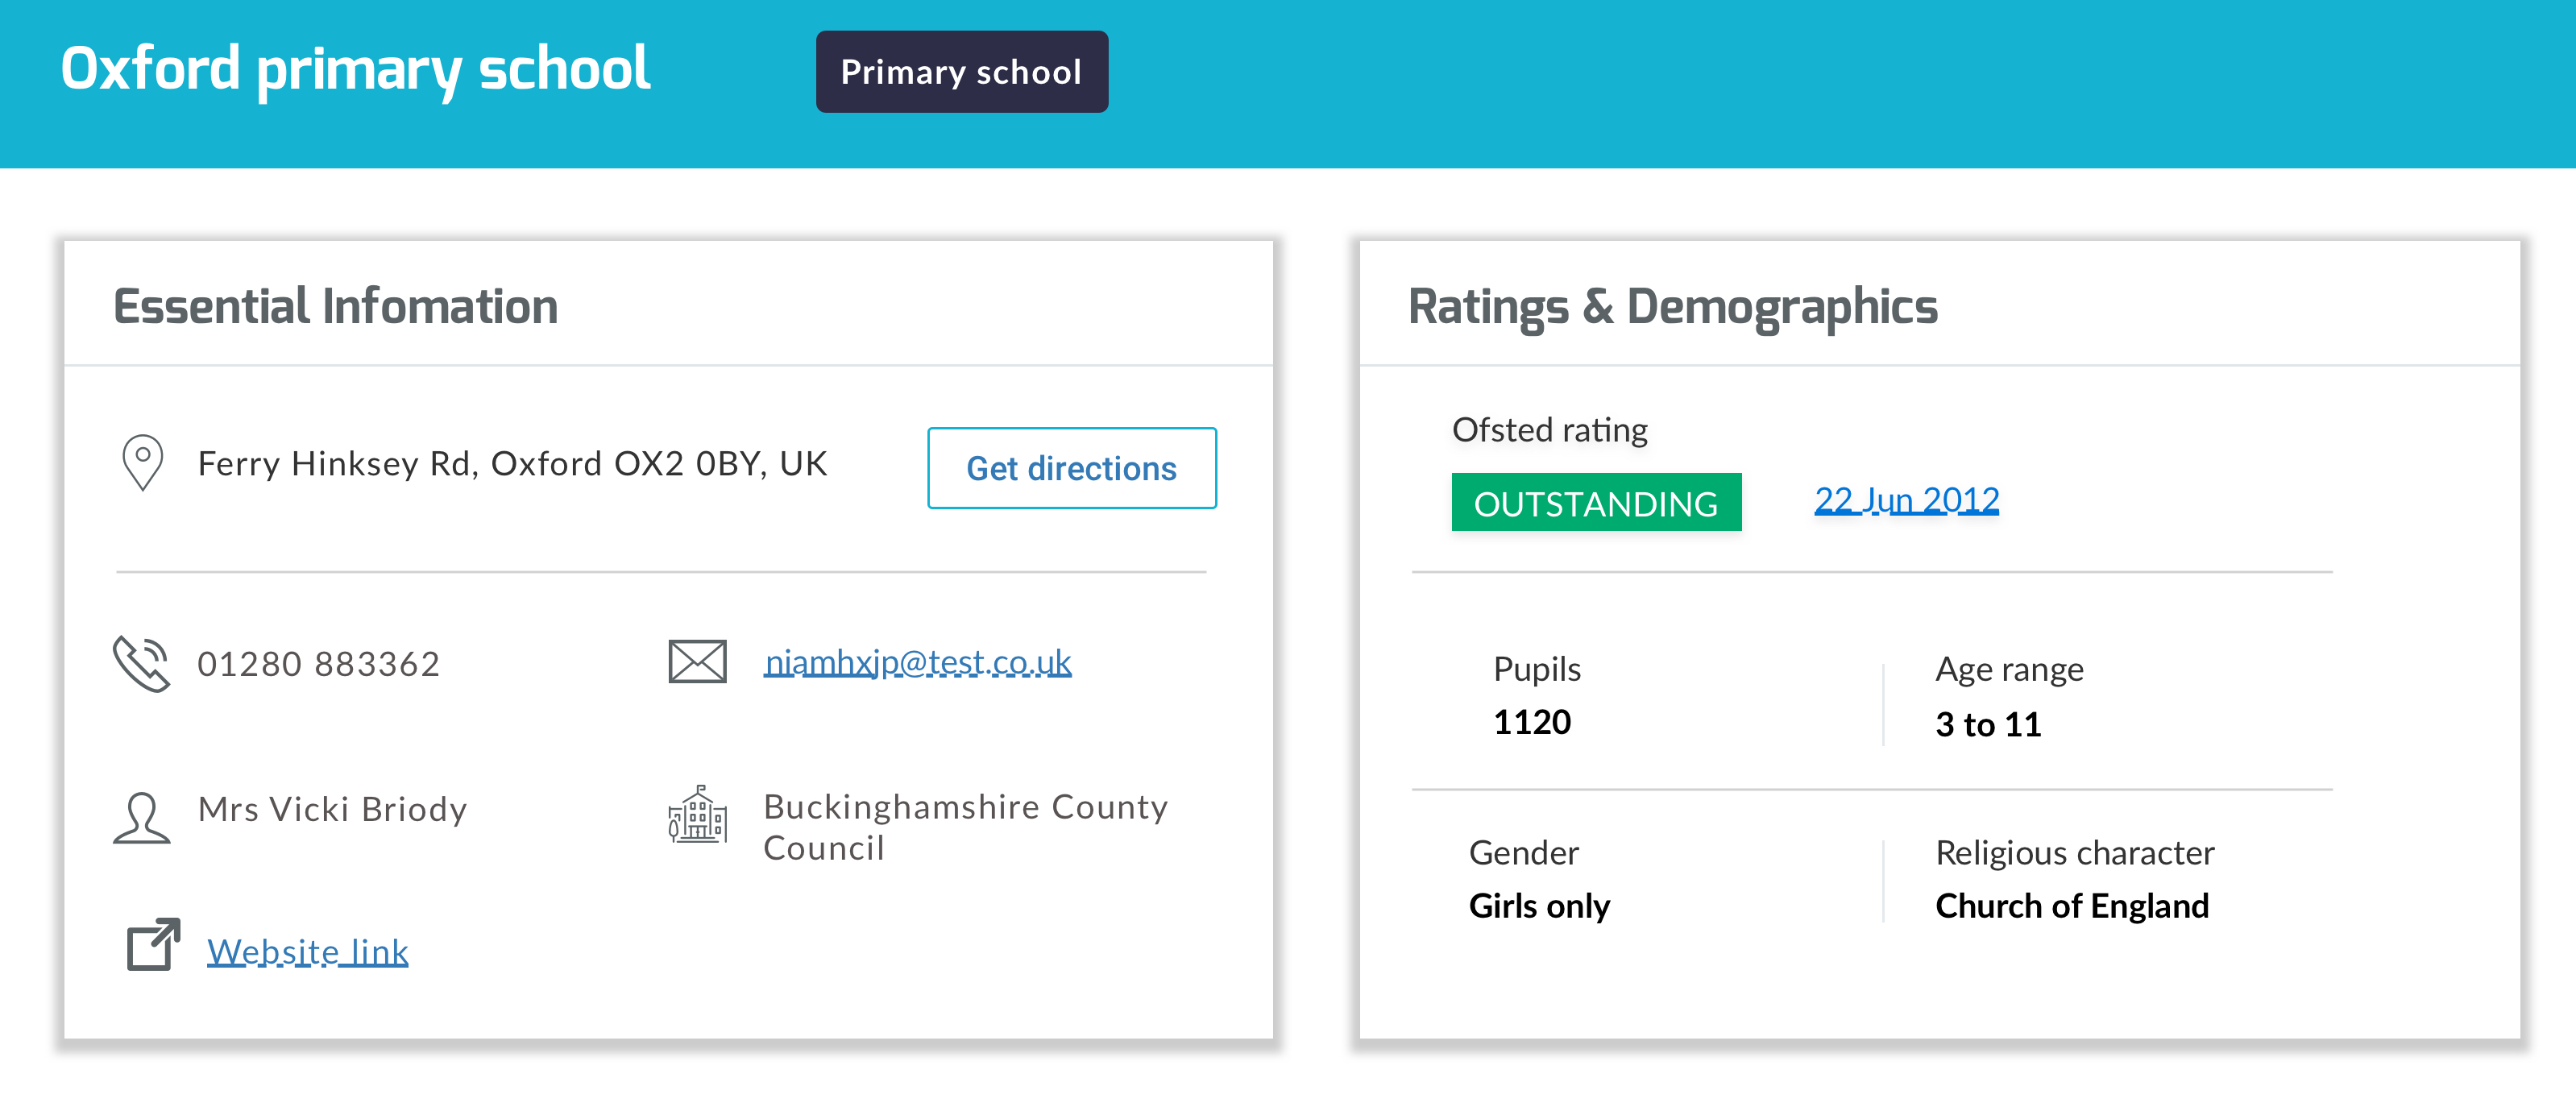 Oxford primary school
Primary school
Essential Infomation
Ferry Hinksey Rd, Oxford OX2 0BY, UK
Get directions
01280 883362
niamhxjp@test.co.uk
Mrs Vicki Briody
Buckinghamshire County
Council
Website link
Ratings & Demographics
Ofsted rating
OUTSTANDING
22 Jun 2012
Pupils
1120
Age range
3 to 11
Gender
Girls only
Religious character
Church of England